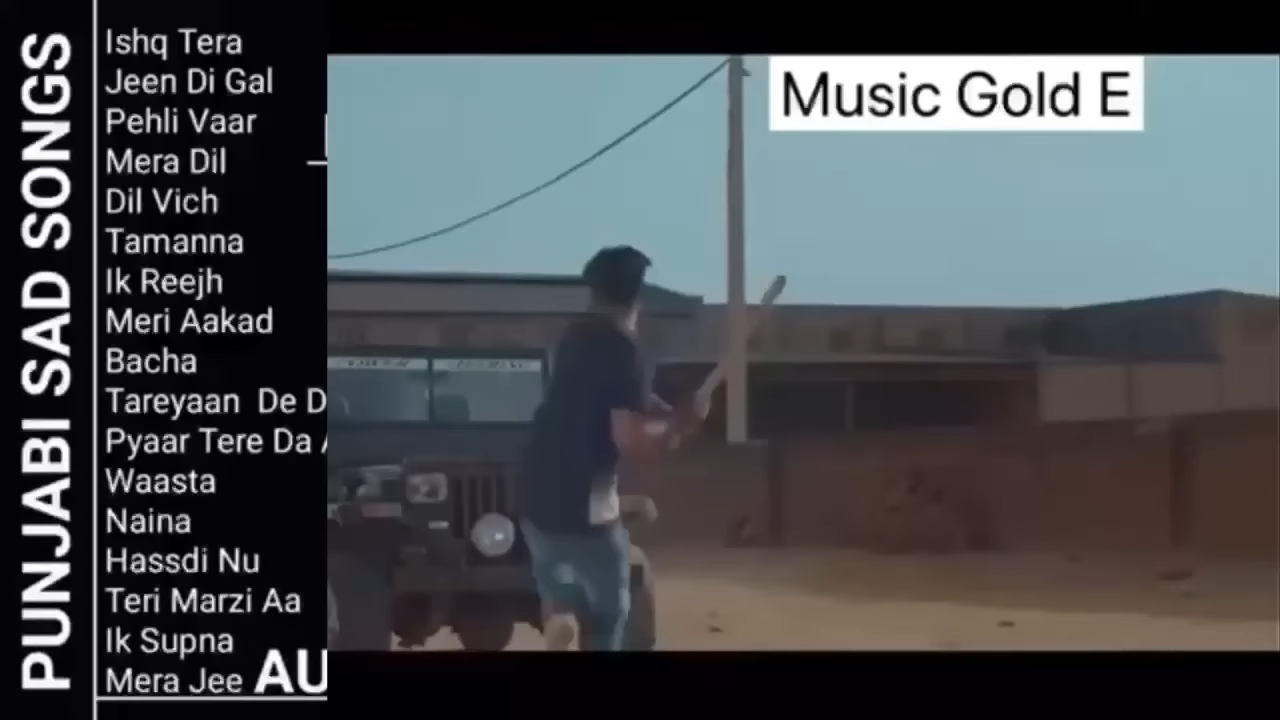 PUNJABI SAD SONGS
Ishq Tera
Jeen Di Gal
Pehli Vaar
Mera Dil
Dil Vich
Tamanna
Ik Reejh
Meri Aakad
Bacha
Tareyaan De D
Pyaar Tere Da
Waasta
Naina
Hassdi Nu
Teri Marzi Aa
Ik Supna
Mera Jee
AU
Music Gold E